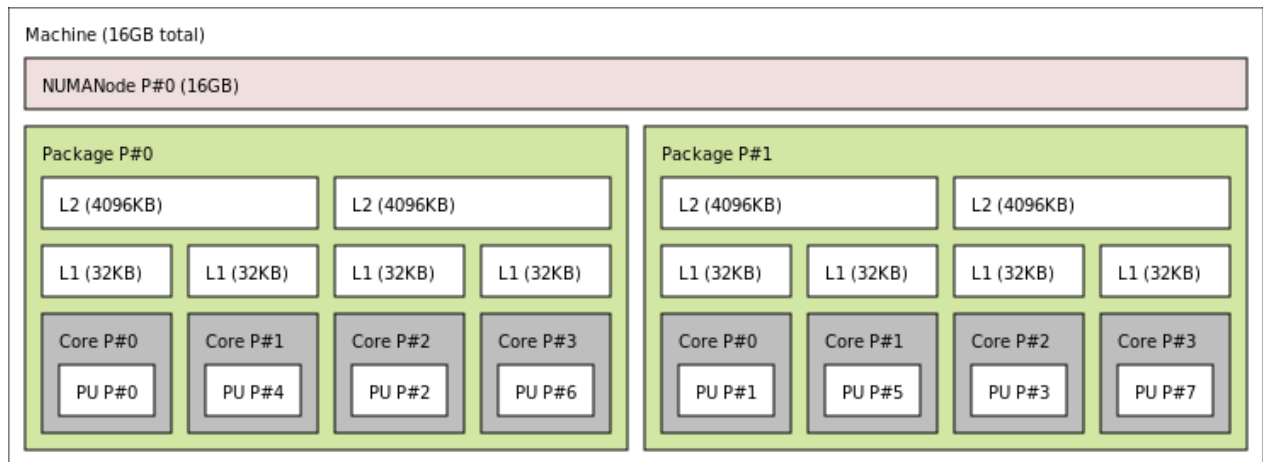 Machine (16GB total)
NUMANode P#0 (16GB)
Package P#0
L2 (4096KB) L2 (4096KB)
L1 (32KB) L1 (32KB) L1 (32KB) L1 (32KB)
Core P#0 Core P#1 Core P#2 Core P#3
PU P#0 PU P#4 PU P#2 PU P#6
Package P#1
L2 (4096KB) L2 (4096KB)
L1 (32KB) L1 (32KB) L1 (32KB) L1 (32KB)
Core P#0 Core P#1 Core P#2 Core P#3
PU P#1 PU P#5 PU P#3 PU P#7